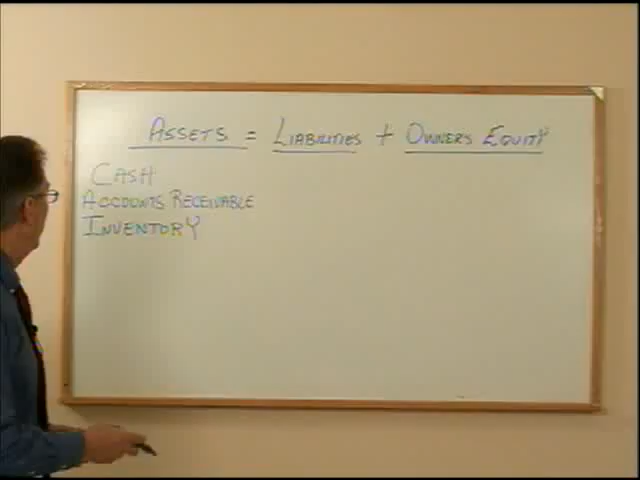 ASSETS = LIABILITIES + OWNERS EQUITY
CASH
ACCOUNTS RECEIVABLE
INVENTORY